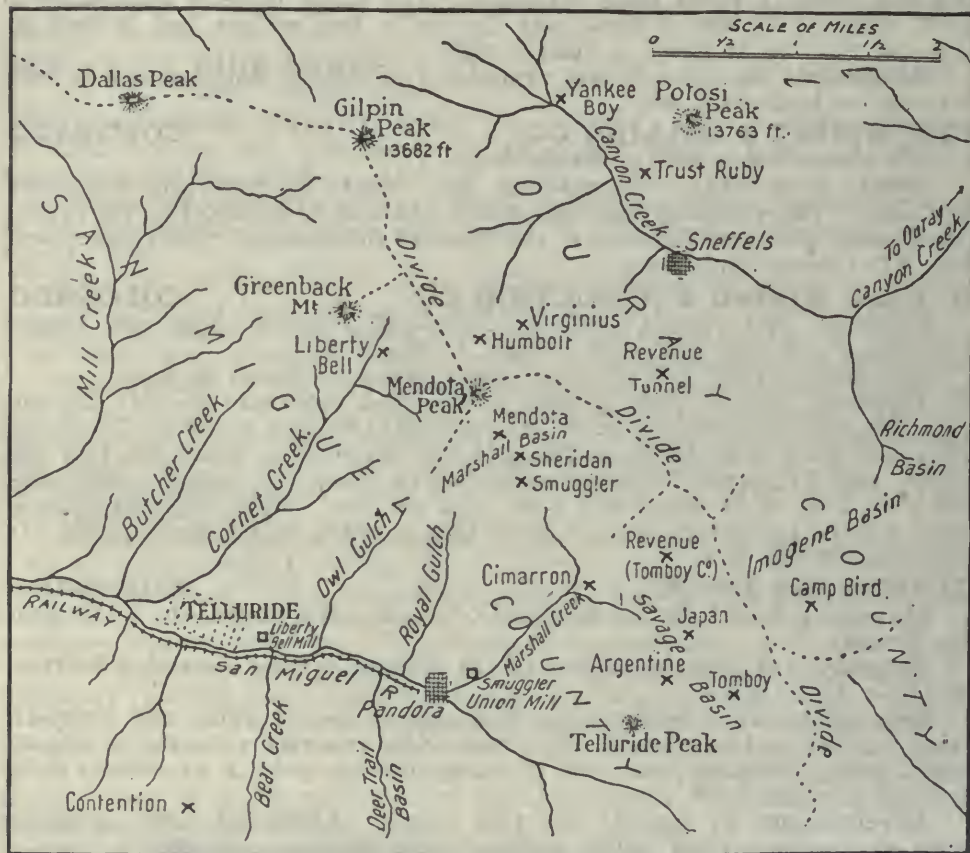 SCALE OF MILES
0 1/2 1 1 1/2 2
Dallas Peak
Gilpin
Peak
13682 ft
Yankee
Boy
Potosi
Peak
13763 ft.
Trust Ruby
Canyon Creek
Sneffels
To Ouray
Canyon Creek
SAN MIGUEL COUNTY
OURAY COUNTY
Mill Creek
Divide
Greenback
Mt
Virginius
Humbolt
Liberty
Bell
Revenue
Tunnel
Mendota
Peak
Divide
Richmond
Basin
Mendota
Marshall Basin
Sheridan
Smuggler
Butcher Creek
Cornet Creek
Owl Gulch
Royal Gulch
Revenue
(Tomboy Co.)
Imogene Basin
Camp Bird
Cimarron
Marshall Creek
Savage
Basin
Japan
Argentine
Tomboy
Divide
RAILWAY
TELLURIDE
Liberty
Bell Mill
San Miguel R
Pandora
Smuggler
Union Mill
Telluride Peak
Contention
Bear Creek
Deer Trail
Basin